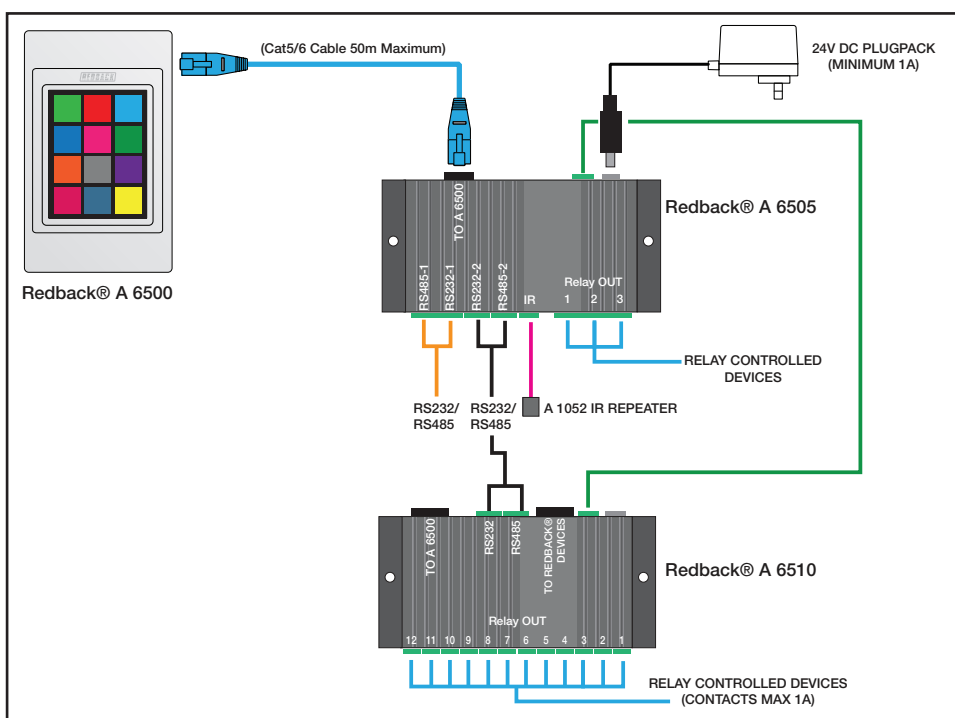 (Cat5/6 Cable 50m Maximum)
24V DC PLUGPACK
(MINIMUM 1A)
REDBACK
Redback® A 6500
TO A 6500
Redback® A 6505
RS485-1
RS232-1
RS232-2
RS485-2
IR
Relay OUT
1 2 3
RELAY CONTROLLED
DEVICES
RS232/
RS485
RS232/
RS485
A 1052 IR REPEATER
TO A 6500
RS232
RS485
TO REDBACK®
DEVICES
Redback® A 6510
Relay OUT
12 11 10 9 8 7 6 5 4 3 2 1
RELAY CONTROLLED DEVICES
(CONTACTS MAX 1A)